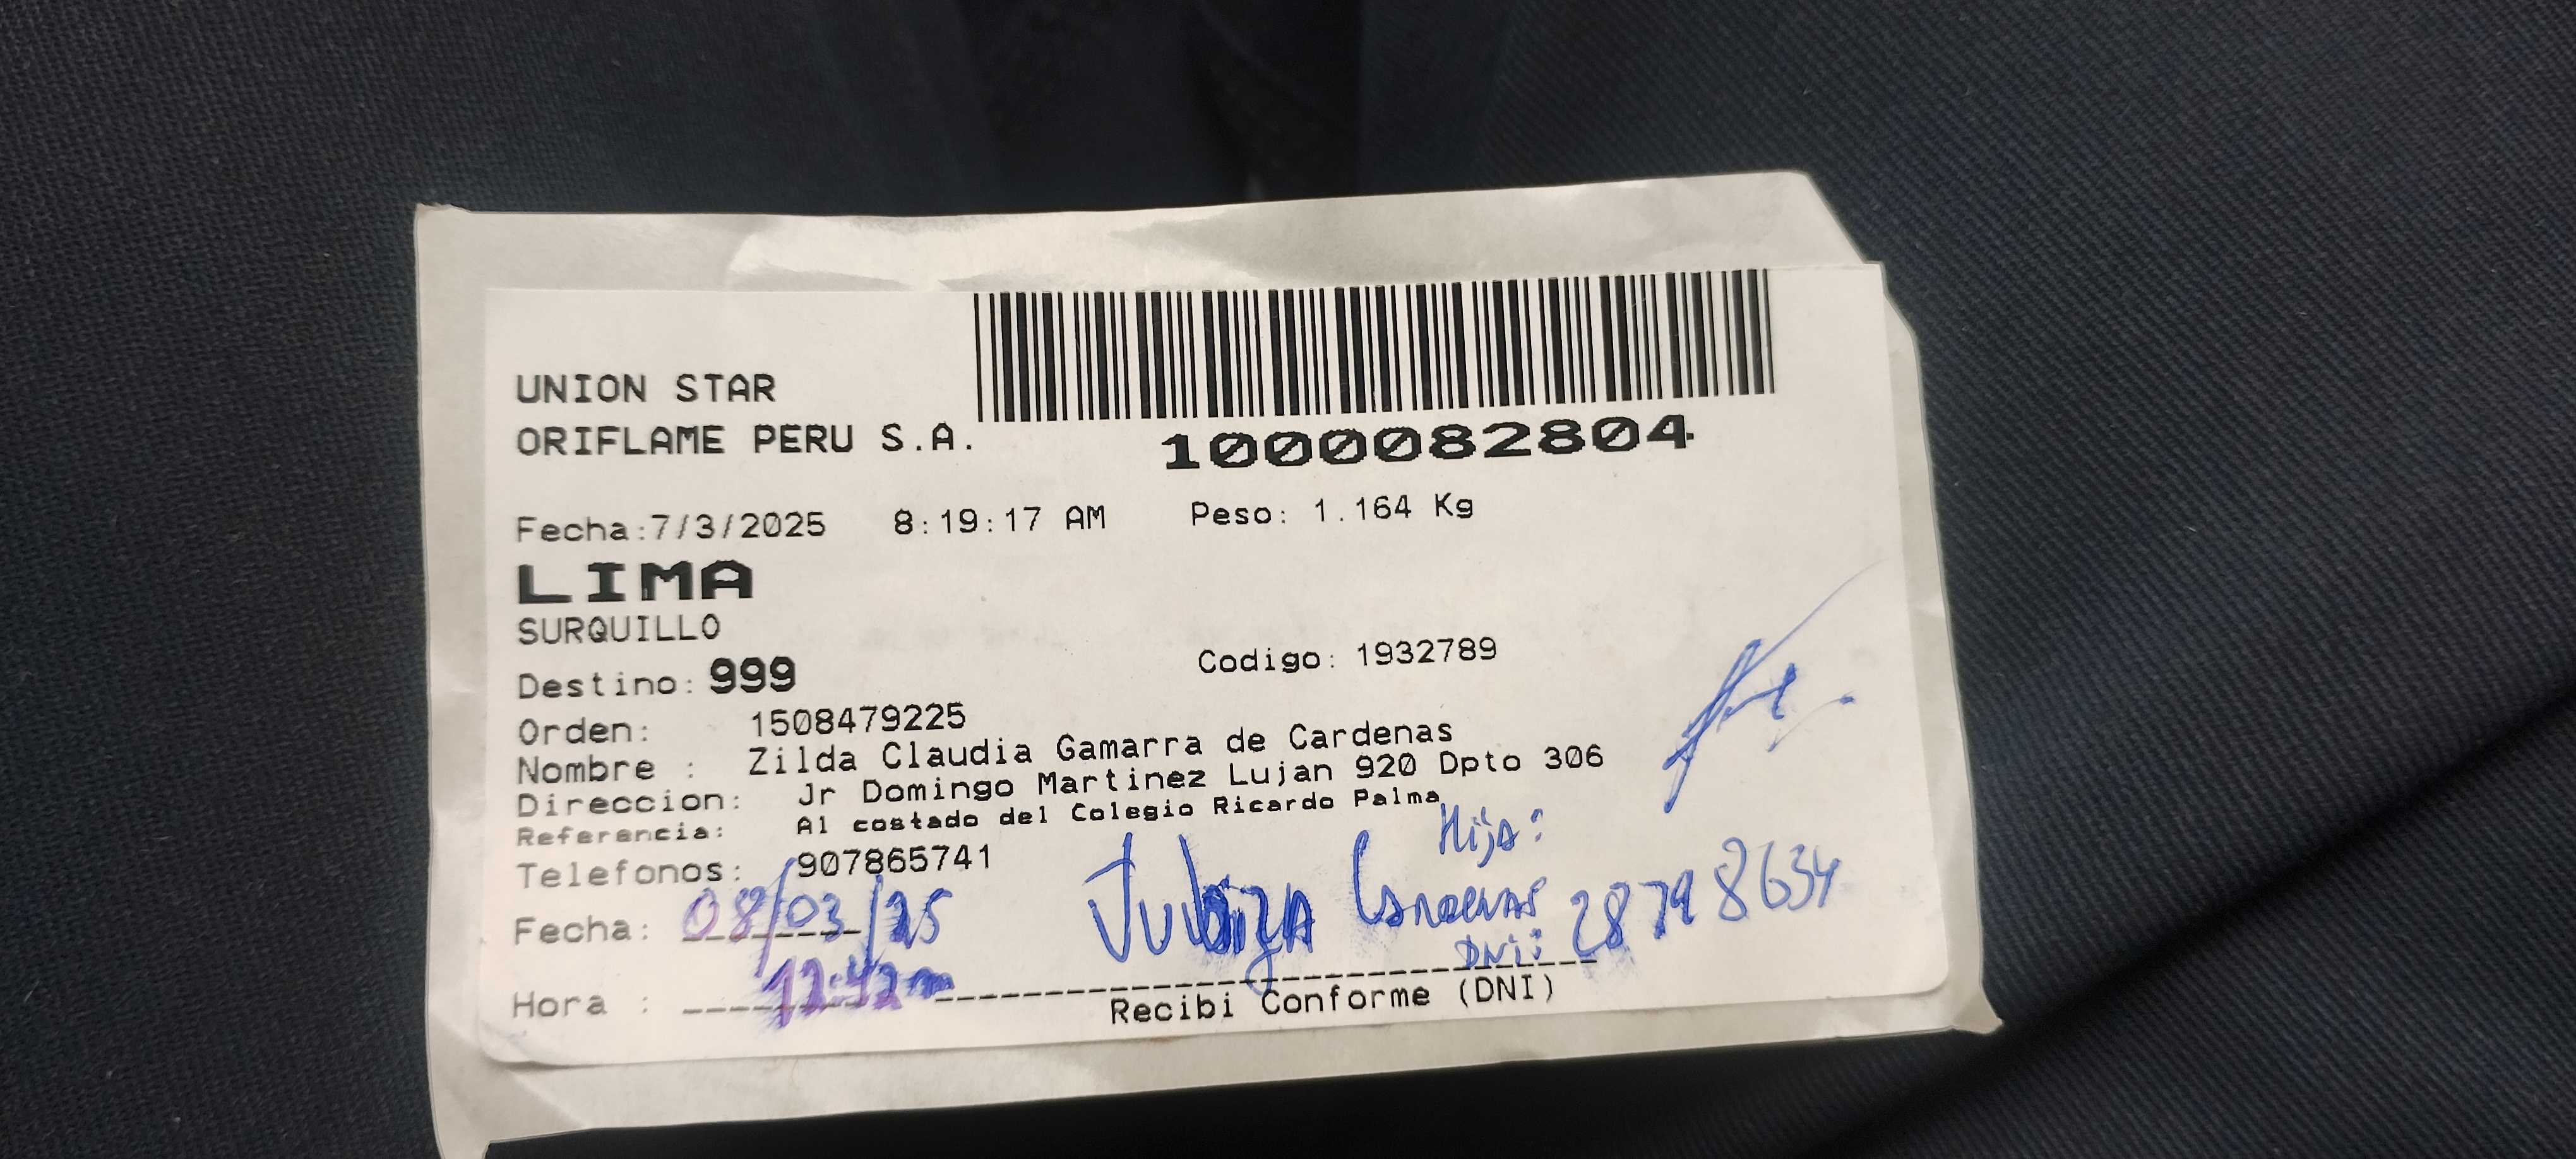 UNION STAR
ORIFLAME PERU S.A.
1000082804
Fecha:7/3/2025 8:19:17 AM Peso: 1.164 Kg
LIMA
SURQUILLO
Destino: 999 Codigo: 1932789
Orden: 1508479225
Nombre : Zilda Claudia Gamarra de Cardenas
Direccion: Jr Domingo Martinez Lujan 920 Dpto 306
Referencia: Al costado del Colegio Ricardo Palma
Hija:
Telefonos: 907865741
Fecha: 08/03/25
DNI: 28798634
Hora : 12:42m
Recibi Conforme (DNI)